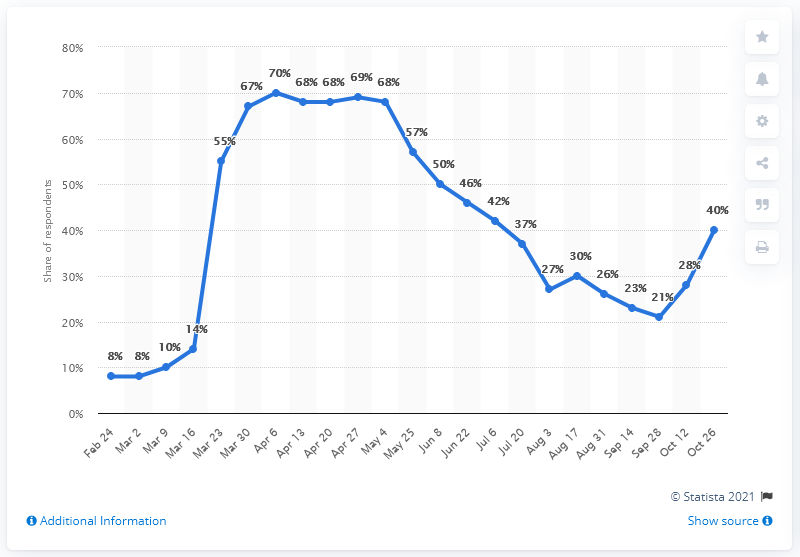 80%
70%
60%
50%
40%
30%
20%
10%
0%
Share of respondents
8%
8%
10%
14%
55%
67%
70%
68%
68%
69%
68%
57%
50%
46%
42%
37%
27%
30%
26%
23%
21%
28%
40%
Feb 24
Mar 2
Mar 9
Mar 16
Mar 23
Mar 30
Apr 6
Apr 13
Apr 20
Apr 27
May 4
May 25
Jun 8
Jun 22
Jul 6
Jul 20
Aug 3
Aug 17
Aug 31
Sep 14
Sep 28
Oct 12
Oct 26
© Statista 2021
Additional Information
Show source